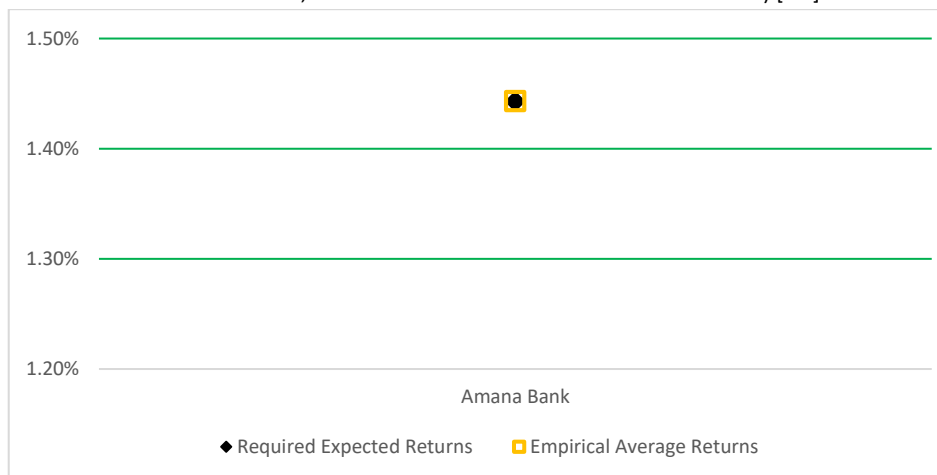 1.50%
1.40%
1.30%
1.20%
Amana Bank
Required Expected Returns Empirical Average Returns